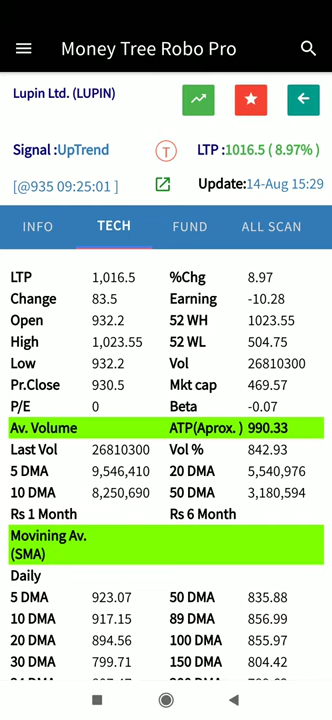 Money Tree Robo Pro
Lupin Ltd. (LUPIN)
Signal :UpTrend T LTP :1016.5 ( 8.97% )
[@935 09:25:01 ] Update:14-Aug 15:29
INFO TECH FUND ALL SCAN
LTP 1,016.5 %Chg 8.97
Change 83.5 Earning -10.28
Open 932.2 52 WH 1023.55
High 1,023.55 52 WL 504.75
Low 932.2 Vol 26810300
Pr.Close 930.5 Mkt cap 469.57
P/E 0 Beta -0.07
Av. Volume ATP(Aprox. ) 990.33
Last Vol 26810300 Vol % 842.93
5 DMA 9,546,410 20 DMA 5,540,976
10 DMA 8,250,690 50 DMA 3,180,594
Rs 1 Month Rs 6 Month
Movining Av.
(SMA)
Daily
5 DMA 923.07 50 DMA 835.88
10 DMA 917.15 89 DMA 856.99
20 DMA 894.56 100 DMA 855.97
30 DMA 799.71 150 DMA 804.42